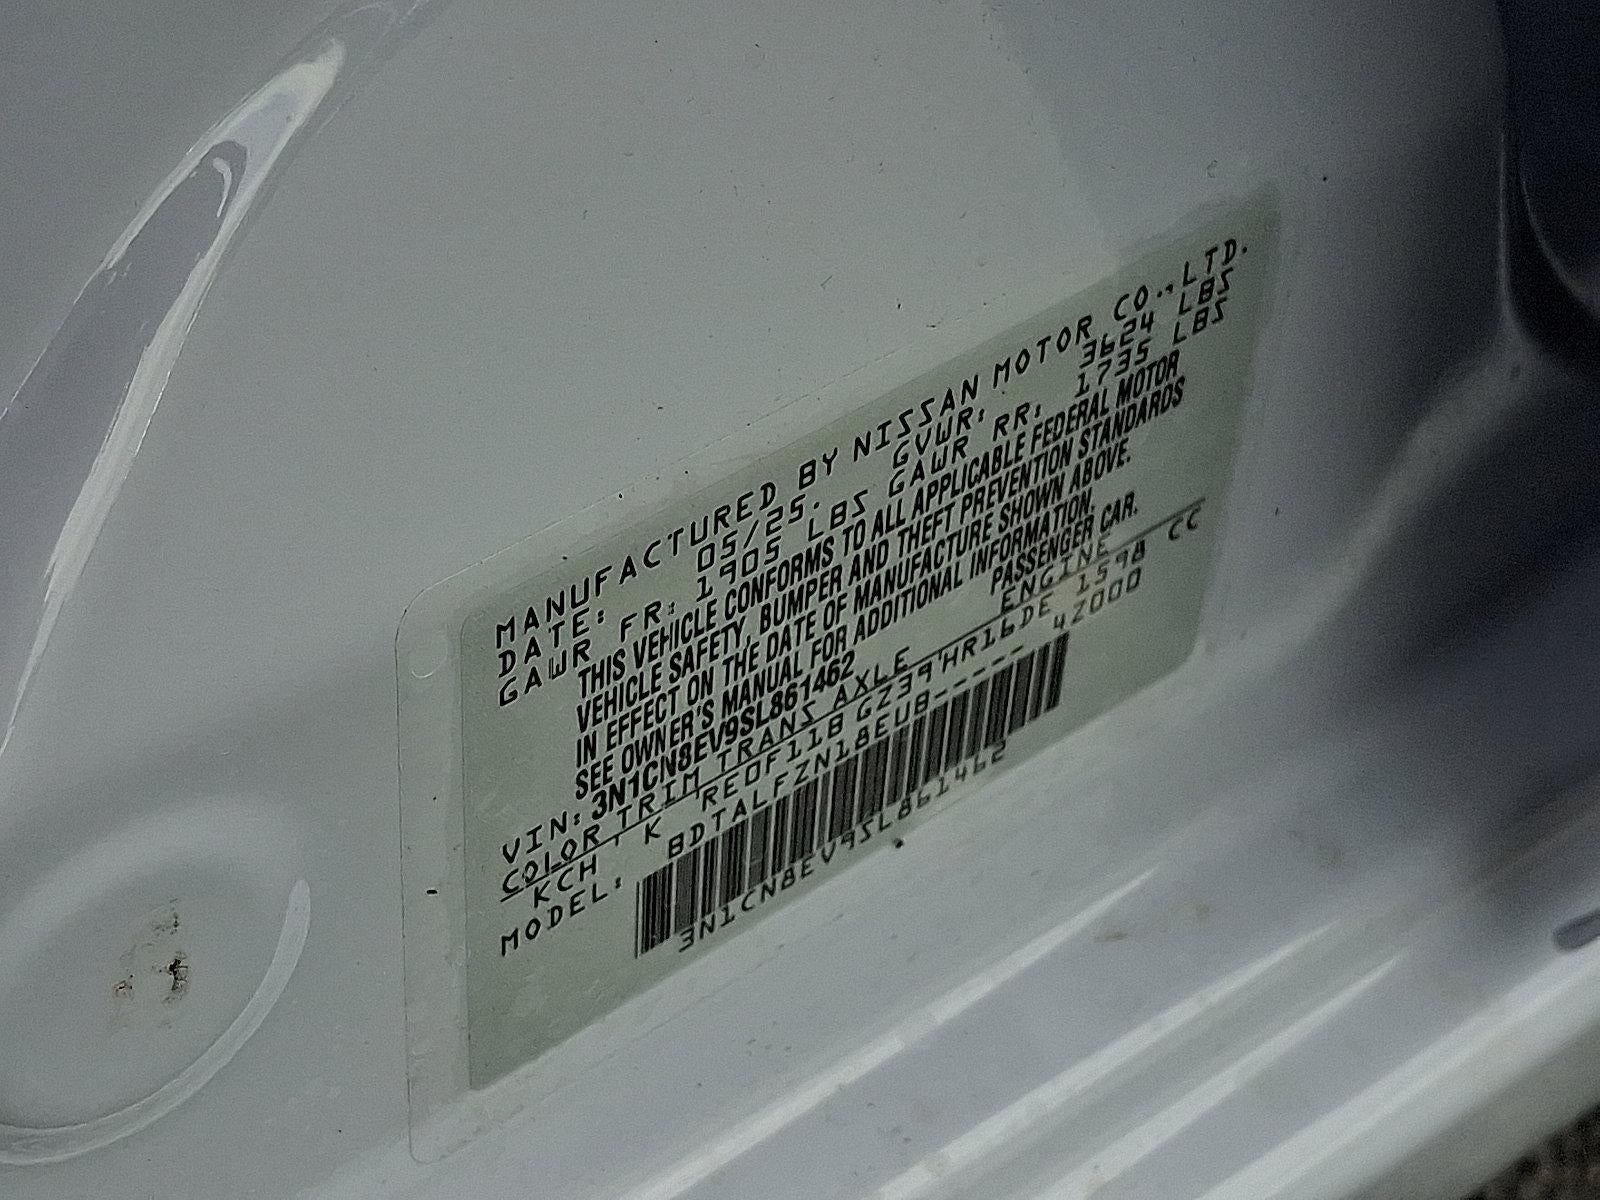 MANUFACTURED BY NISSAN MOTOR CO., LTD.
DATE: 05/25. GVWR: 3624 LBS
GAWR FR: 1905 LBS GAWR RR: 1735 LBS
THIS VEHICLE CONFORMS TO ALL APPLICABLE FEDERAL MOTOR
VEHICLE SAFETY, BUMPER AND THEFT PREVENTION STANDARDS
IN EFFECT ON THE DATE OF MANUFACTURE SHOWN ABOVE.
SEE OWNER'S MANUAL FOR ADDITIONAL INFORMATION.
VIN: 3N1CN8EV9SL861462 PASSENGER CAR.
COLOR TRIM TRANS AXLE ENGINE
KCH ' K RE0F11B GZ39'HR16DE 1598 CC
MODEL: BDTALFZN18EUB----- 4Z000
3N1CN8EV9SL861462